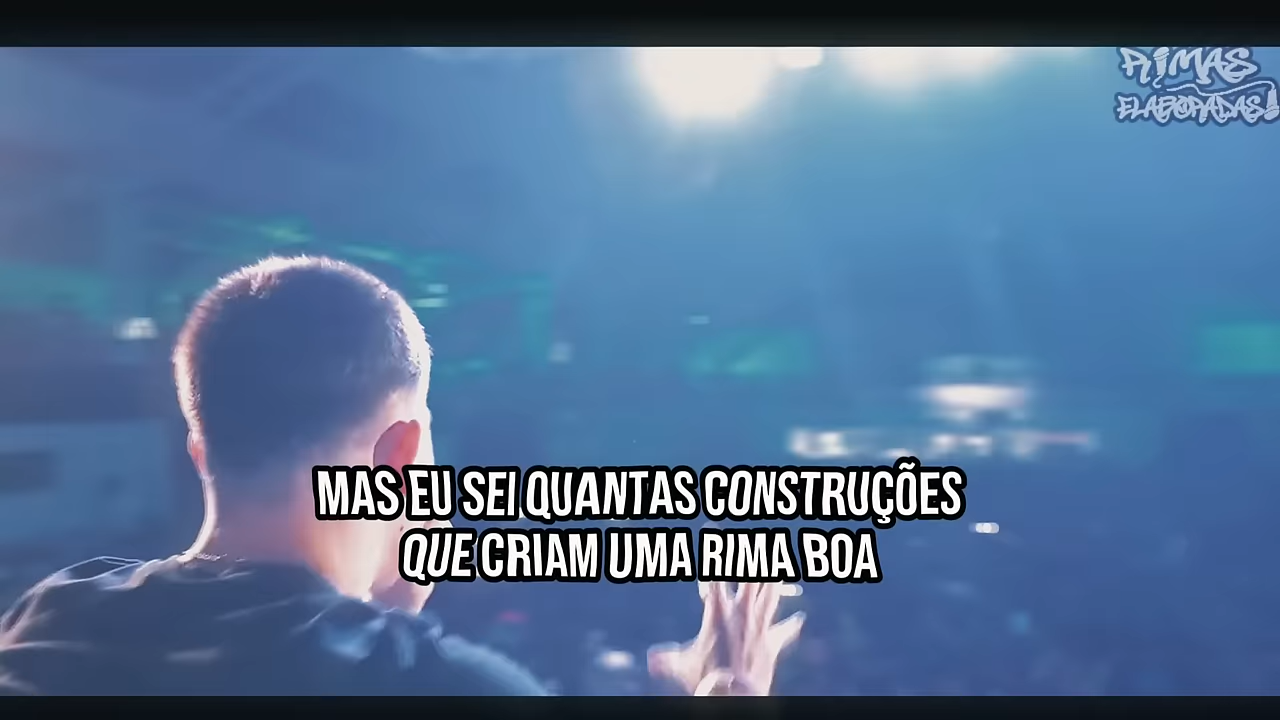 RIMAS
ELABORADAS!
MAS EU SEI QUANTAS CONSTRUÇÕES
QUE CRIAM UMA RIMA BOA